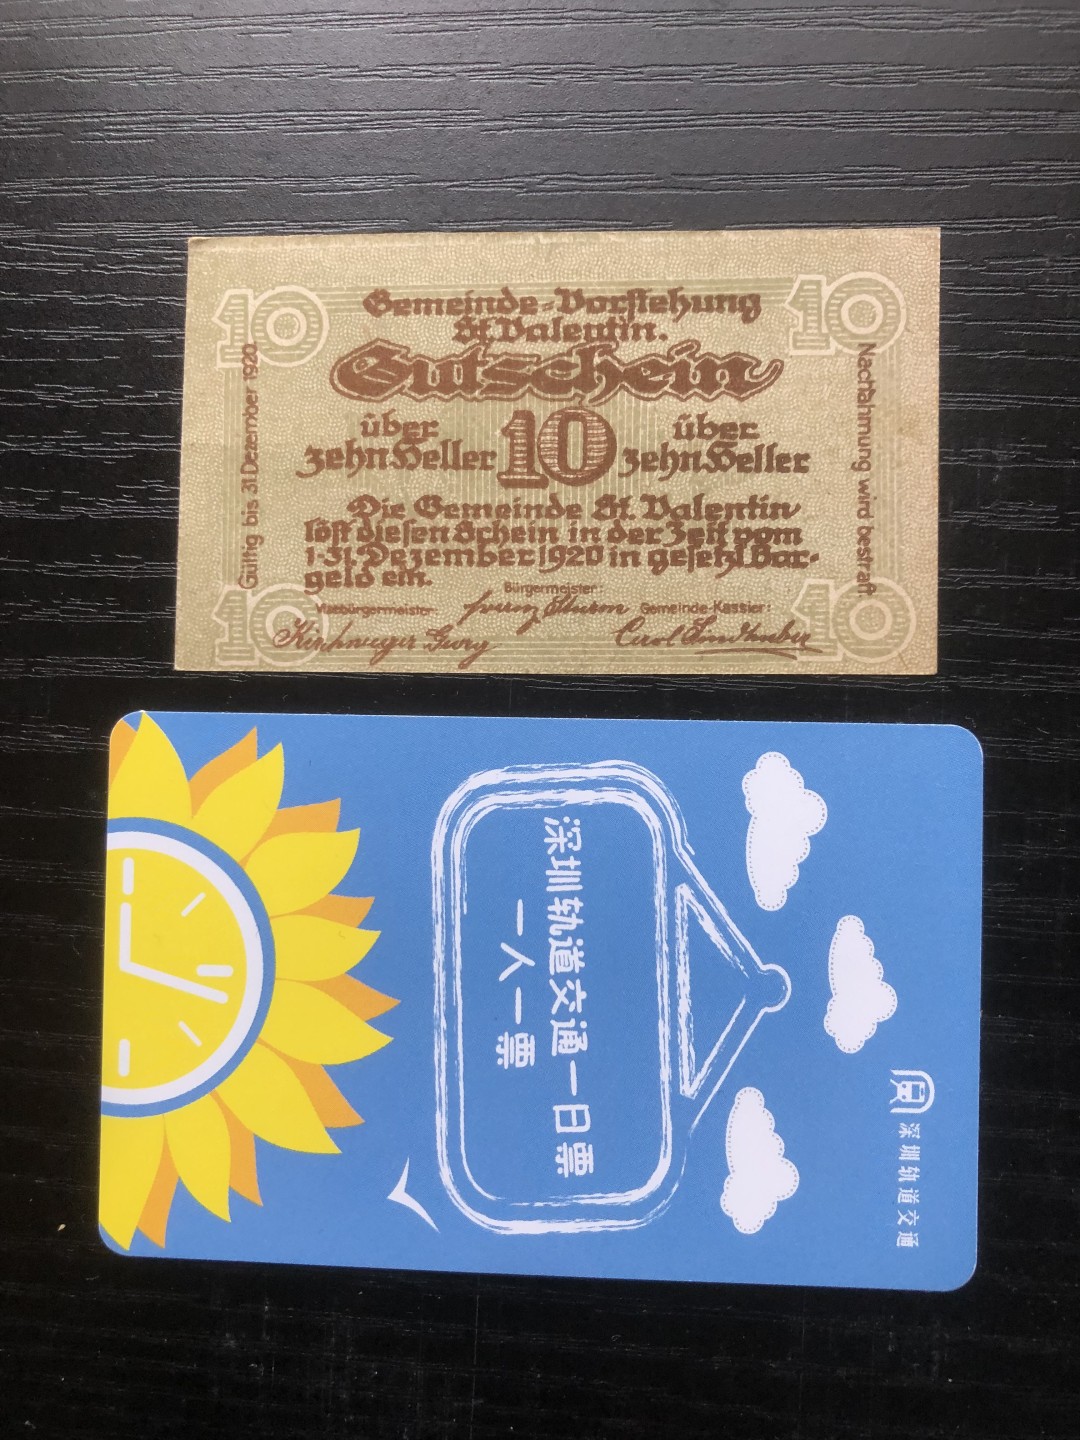 10
10
Gemeinde-Vorstehung
St. Valentin.
Gutschein
über
zehn Heller
10
über
zehn Heller
Die Gemeinde St. Valentin
löst diesen Schein in der Zeit vom
1-31. Dezember 1920 in gesetzl. Bar-
geld ein.
Bürgermeister:
Vizebürgermeister:
Gemeinde-Kassier:
Franz Sturm
10
10
Gültig bis 31. Dezember 1920
Nachahmung wird bestraft
深圳轨道交通
深圳轨道交通一日票
一人一票